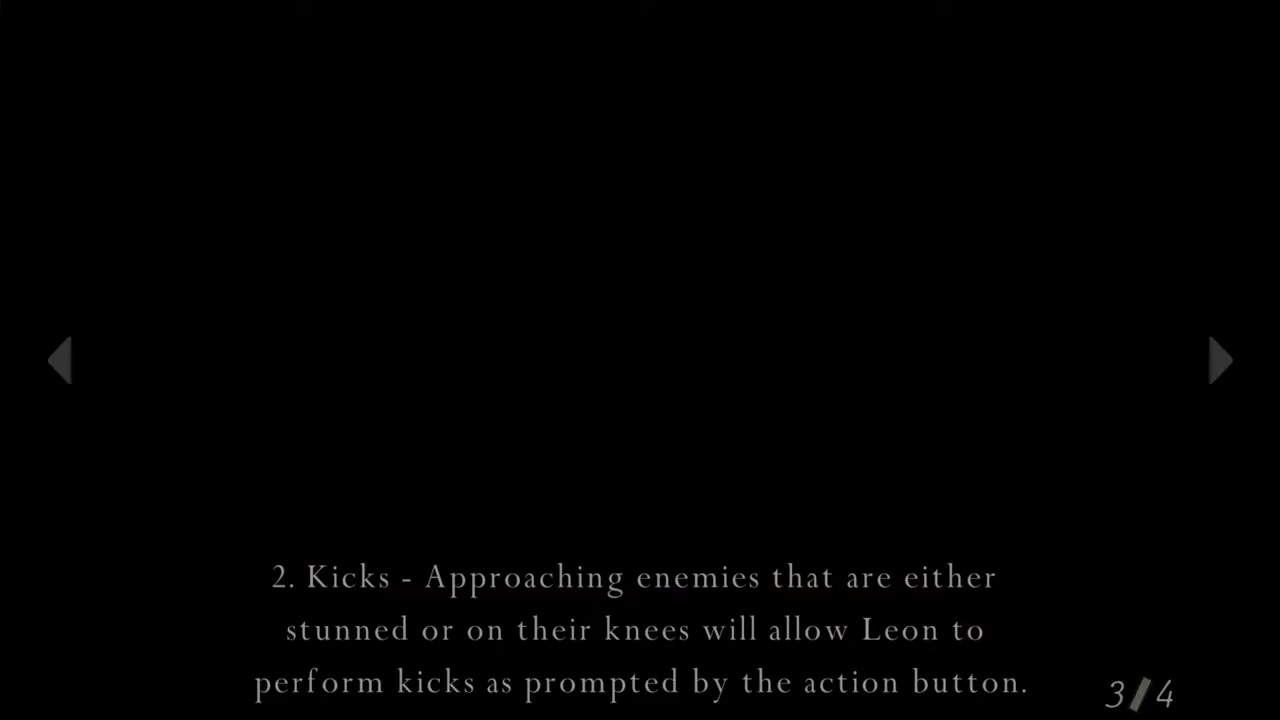 2. Kicks - Approaching enemies that are either
stunned or on their knees will allow Leon to
perform kicks as prompted by the action button.
3/4